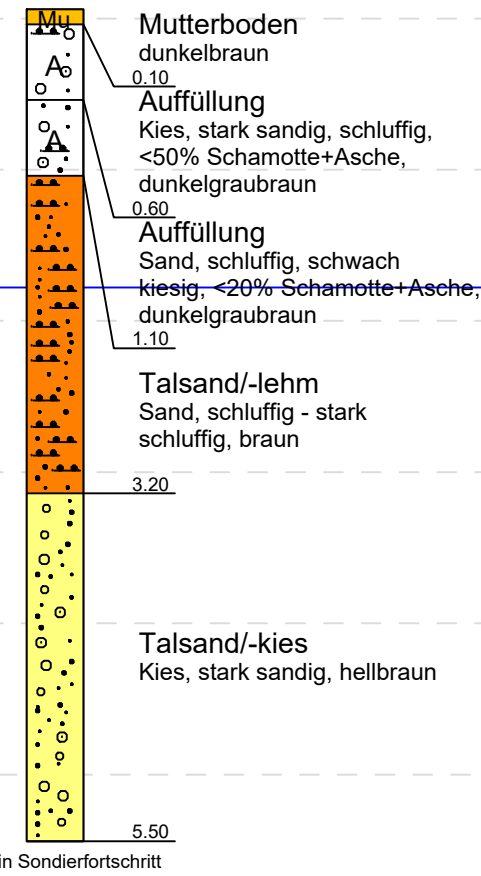 Mu
Mutterboden
dunkelbraun
0.10
A
Auffüllung
Kies, stark sandig, schluffig,
<50% Schamotte+Asche,
dunkelgraubraun
0.60
A
Auffüllung
Sand, schluffig, schwach
kiesig, <20% Schamotte+Asche,
dunkelgraubraun
1.10
Talsand/-lehm
Sand, schluffig - stark
schluffig, braun
3.20
Talsand/-kies
Kies, stark sandig, hellbraun
5.50
in Sondierfortschritt